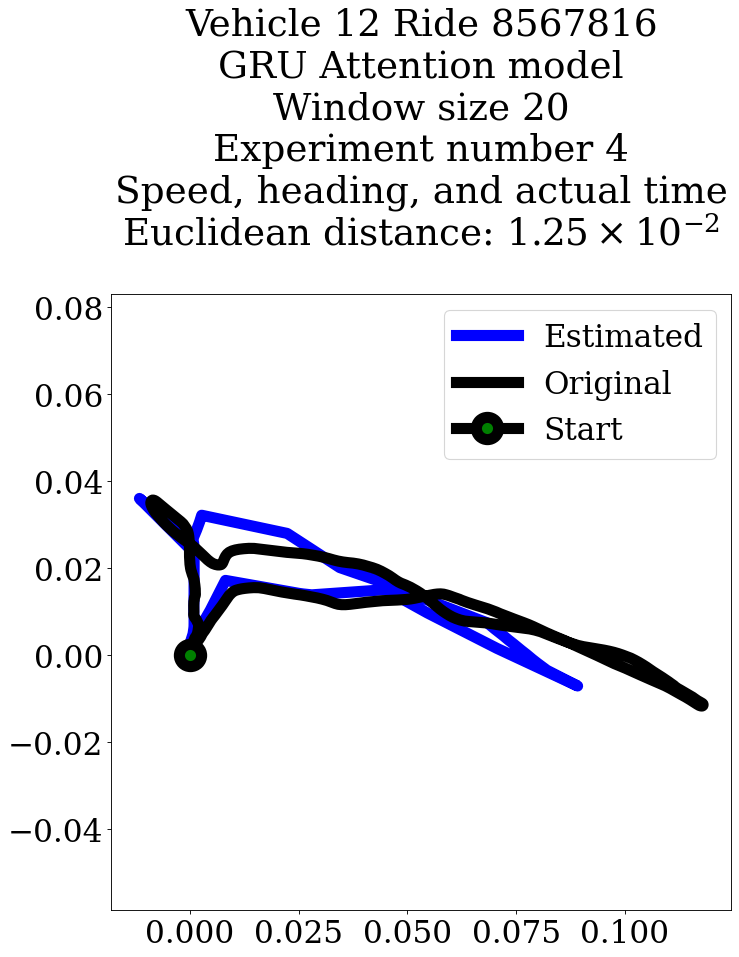 Vehicle 12 Ride 8567816
GRU Attention model
Window size 20
Experiment number 4
Speed, heading, and actual time
Euclidean distance: 1.25 × 10⁻²
Estimated
Original
Start
0.08
0.06
0.04
0.02
0.00
−0.02
−0.04
0.000 0.025 0.050 0.075 0.100